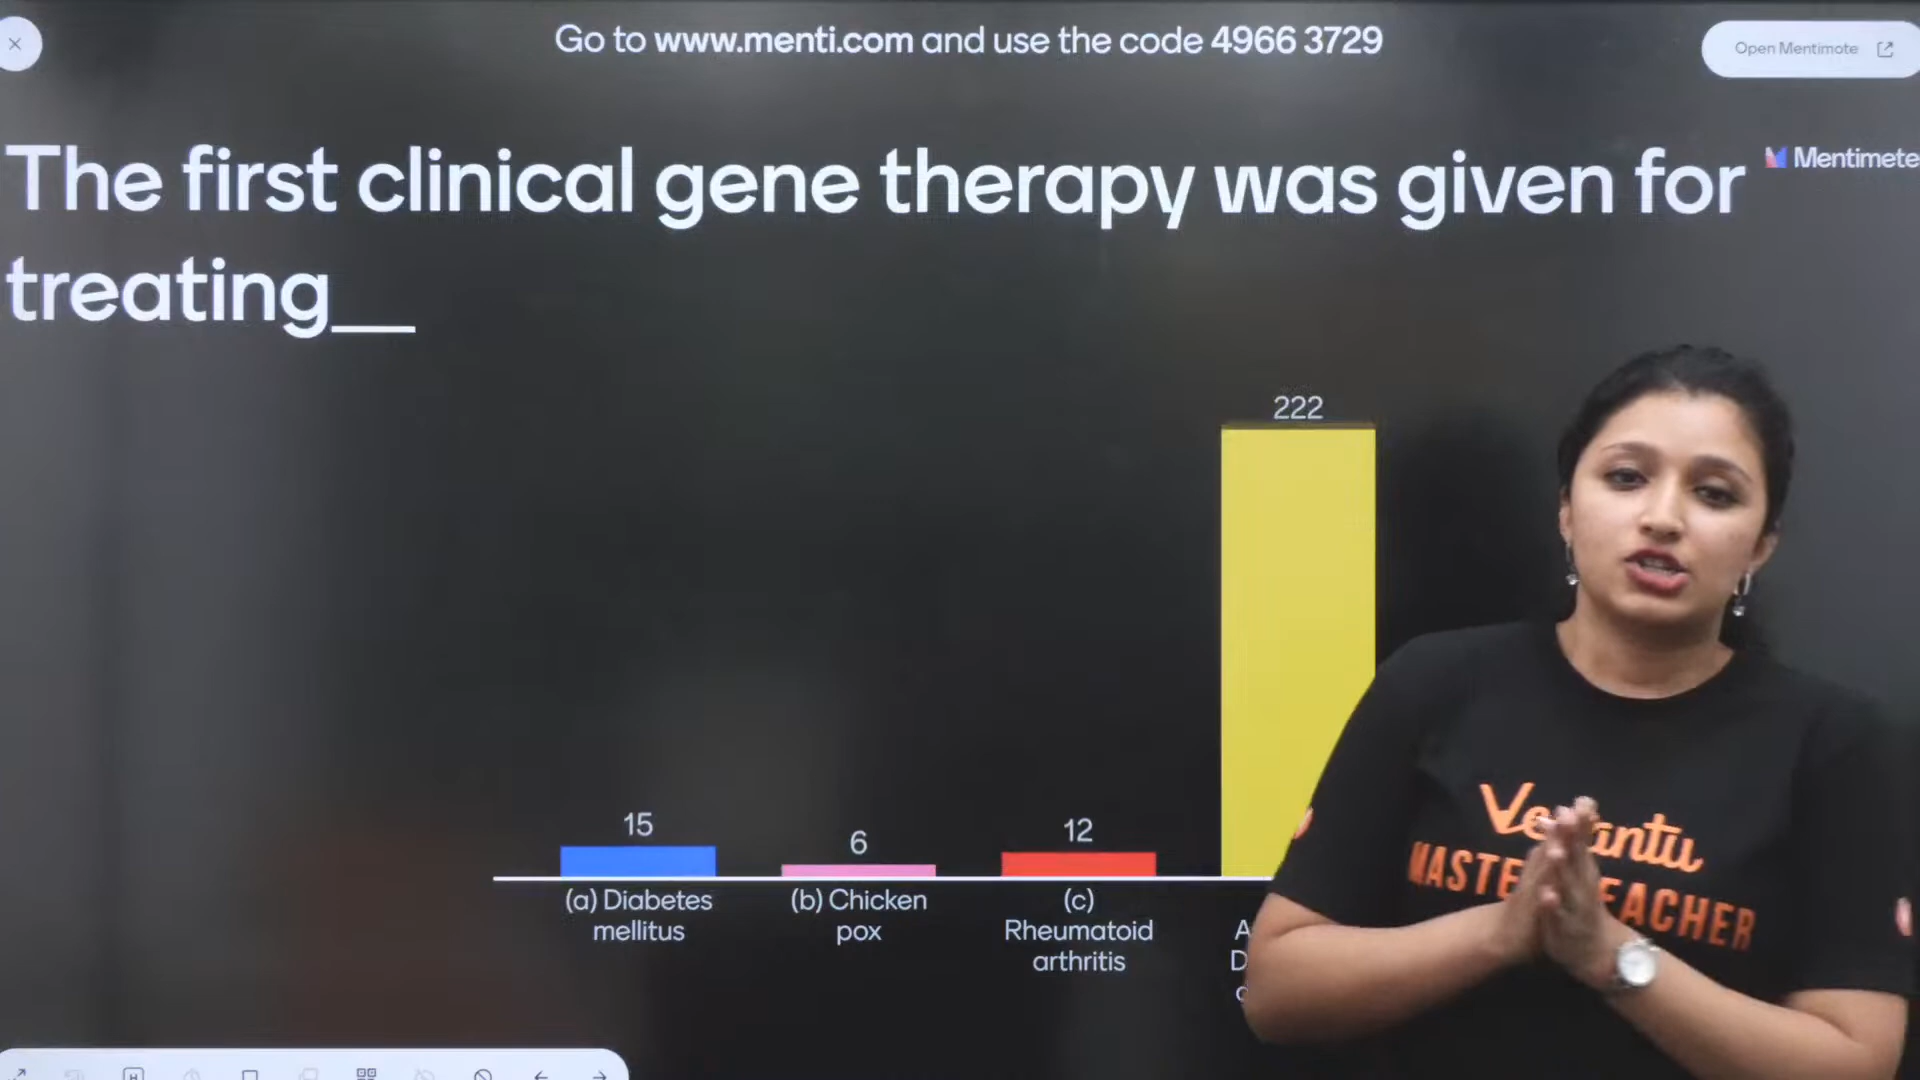 Go to www.menti.com and use the code 4966 3729
Open Mentimote
Mentimete
The first clinical gene therapy was given for
treating__
222
15
6
12
(a) Diabetes
mellitus
(b) Chicken
pox
(c)
Rheumatoid
arthritis
MASTE
EACHER